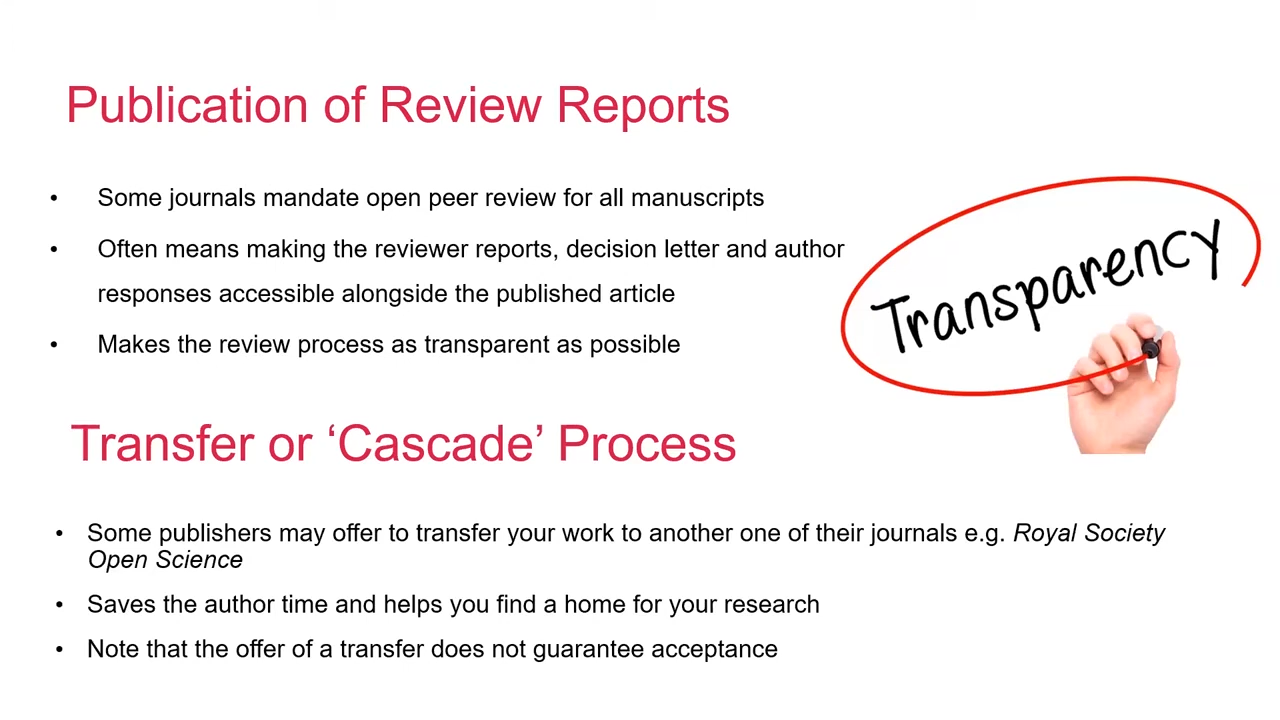 Publication of Review Reports
• Some journals mandate open peer review for all manuscripts
• Often means making the reviewer reports, decision letter and author
responses accessible alongside the published article
• Makes the review process as transparent as possible
Transparency
Transfer or ‘Cascade’ Process
• Some publishers may offer to transfer your work to another one of their journals e.g. Royal Society
Open Science
• Saves the author time and helps you find a home for your research
• Note that the offer of a transfer does not guarantee acceptance